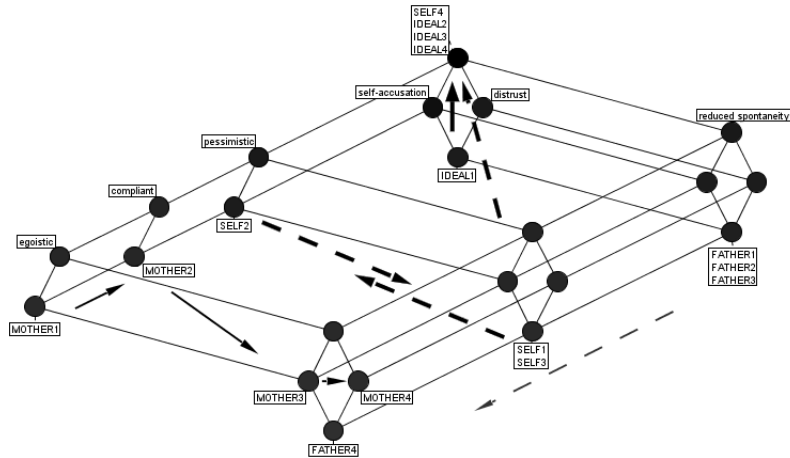 SELF4
IDEAL2
IDEAL3
IDEAL4
self-accusation
distrust
reduced spontaneity
pessimistic
IDEAL1
compliant
SELF2
egoistic
MOTHER2
FATHER1
FATHER2
FATHER3
MOTHER1
SELF1
SELF3
MOTHER3
MOTHER4
FATHER4